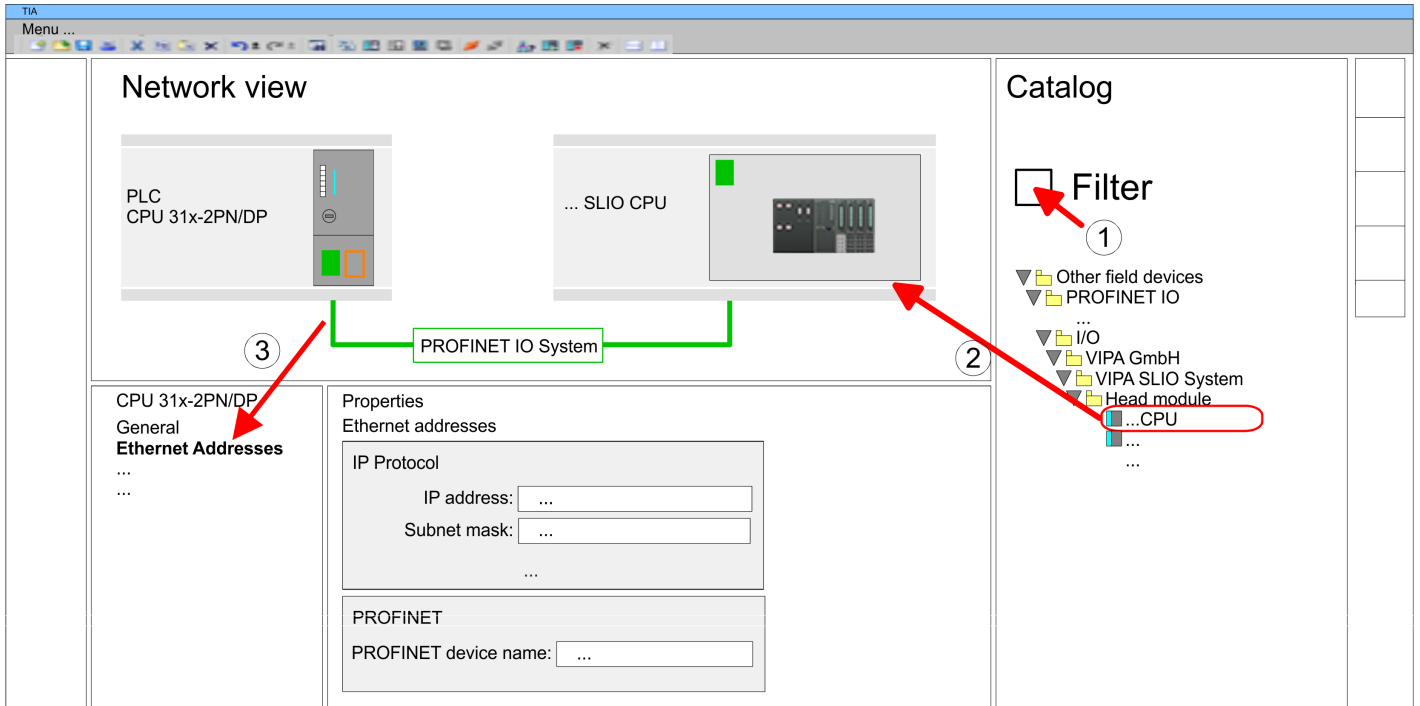 TIA
Menu ...
Network view
PLC
CPU 31x-2PN/DP
... SLIO CPU
PROFINET IO System
3
2
Catalog
Filter
1
Other field devices
PROFINET IO
...
I/O
VIPA GmbH
VIPA SLIO System
Head module
...CPU
...
...
CPU 31x-2PN/DP
General
Ethernet Addresses
...
...
Properties
Ethernet addresses
IP Protocol
IP address: ...
Subnet mask: ...
...
PROFINET
PROFINET device name: ...